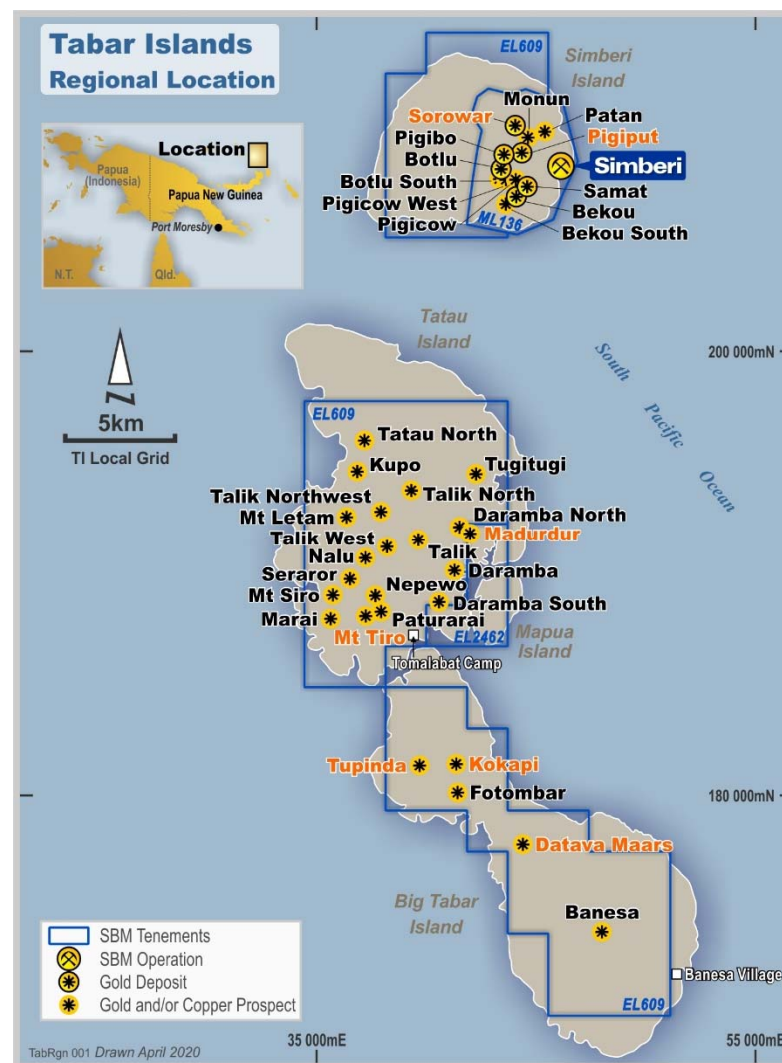 Tabar Islands
Regional Location
EL609
Simberi
Island
Monun
Sorowar
Patan
Pigibo
Pigiput
Botlu
Simberi
Botlu South
Samat
Pigicow West
Bekou
Pigicow
ML136
Bekou South
Location
Papua
(Indonesia)
Papua New Guinea
Port Moresby
N.T.
Qld.
Tatau
Island
200 000mN
South Pacific Ocean
N
5km
TI Local Grid
EL609
Tatau North
Kupo
Tugitugi
Talik Northwest
Talik North
Mt Letam
Daramba North
Talik West
Madurdur
Nalu
Talik
Seraror
Daramba
Nepewo
Mt Siro
Daramba South
Marai
Paturarai
Mt Tiro
EL2462
Mapua
Island
Tomalabat Camp
Tupinda
Kokapi
Fotombar
180 000mN
Datava Maars
Big Tabar
Island
Banesa
Banesa Village
EL609
SBM Tenements
SBM Operation
Gold Deposit
Gold and/or Copper Prospect
TabRgn 001 Drawn April 2020
35 000mE
55 000mE